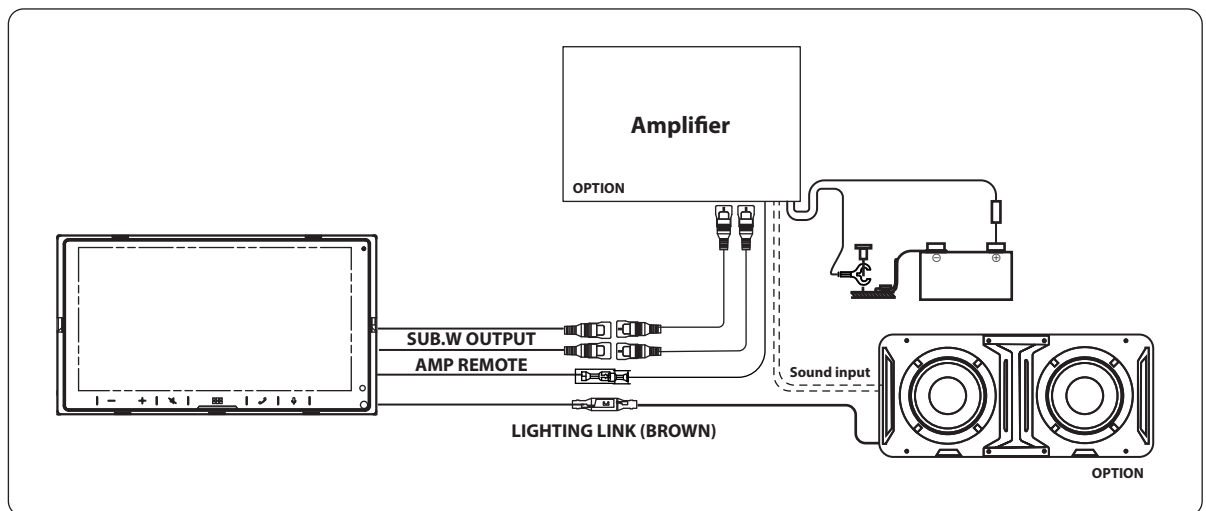 Amplifier
OPTION
SUB.W OUTPUT
AMP REMOTE
Sound input
LIGHTING LINK (BROWN)
OPTION